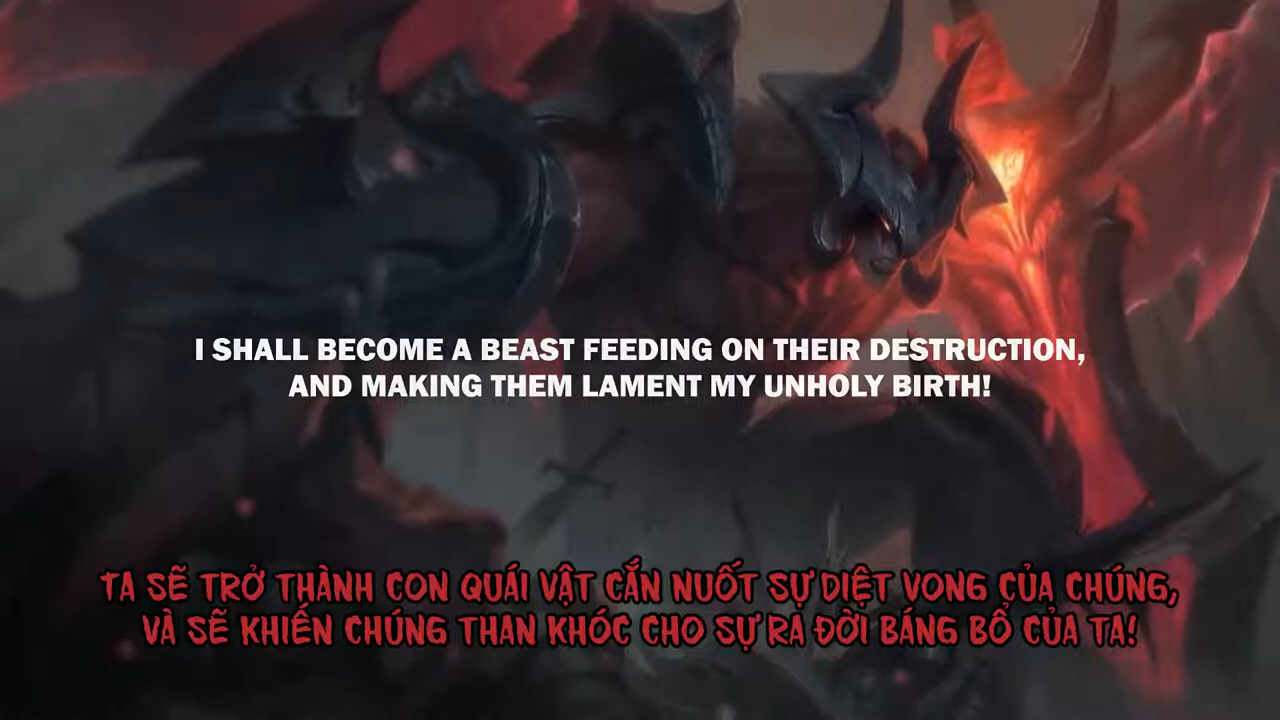 I SHALL BECOME A BEAST FEEDING ON THEIR DESTRUCTION,
AND MAKING THEM LAMENT MY UNHOLY BIRTH!
TA SẼ TRỞ THÀNH CON QUÁI VẬT CẮN NUỐT SỰ DIỆT VONG CỦA CHÚNG,
VÀ SẼ KHIẾN CHÚNG THAN KHÓC CHO SỰ RA ĐỜI BÁNG BỔ CỦA TA!